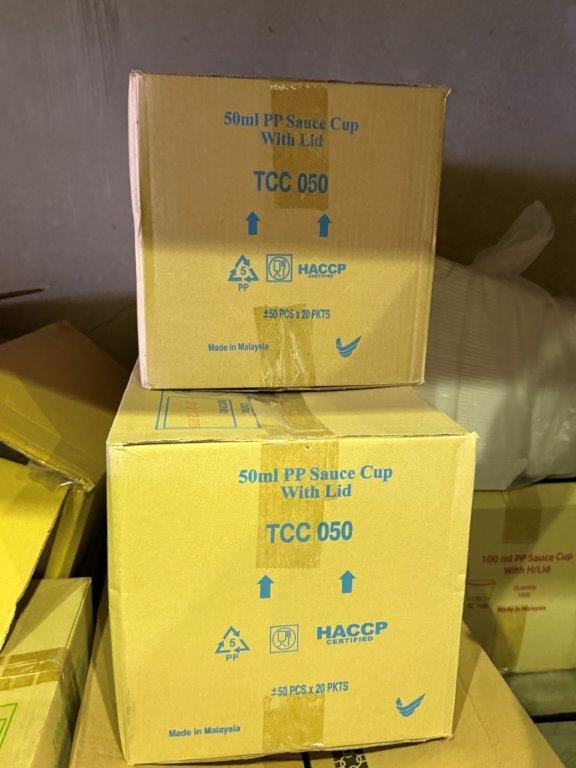 50ml PP Sauce Cup
With Lid
TCC 050
5
PP
HACCP
CERTIFIED
±50 PCS x 20 PKTS
Made in Malaysia
50ml PP Sauce Cup
With Lid
TCC 050
5
PP
HACCP
CERTIFIED
±50 PCS x 20 PKTS
Made in Malaysia
100 ml PP Sauce Cup
With H/Lid
Quantity
1000
Made in Malaysia